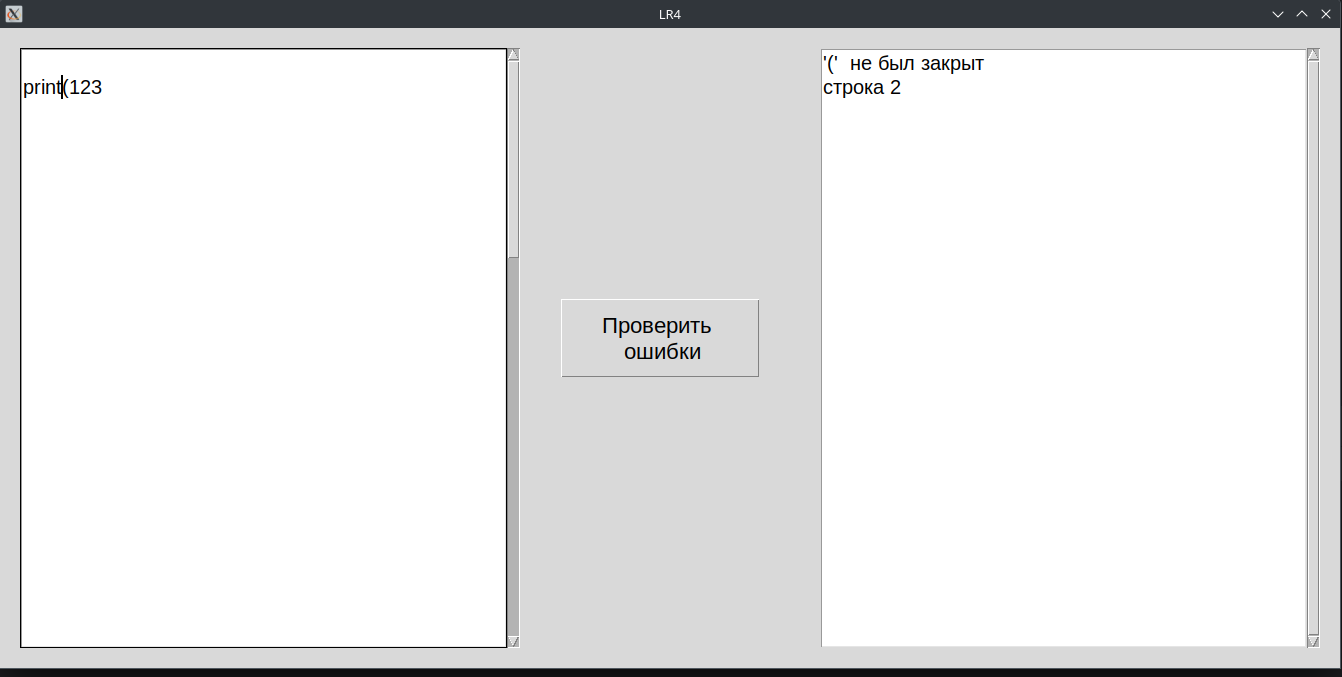 LR4
print(123
Проверить
ошибки
'(' не был закрыт
строка 2